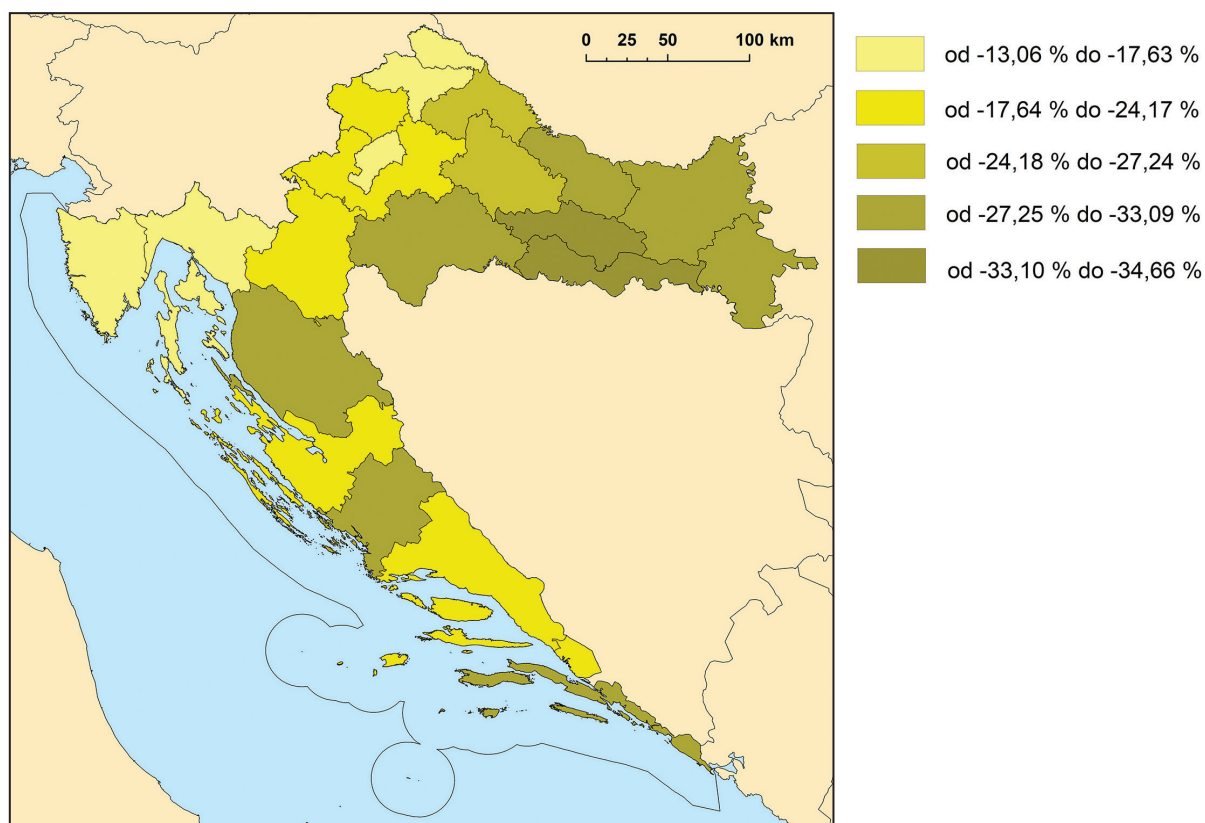 0 25 50 100 km
od -13,06 % do -17,63 %
od -17,64 % do -24,17 %
od -24,18 % do -27,24 %
od -27,25 % do -33,09 %
od -33,10 % do -34,66 %